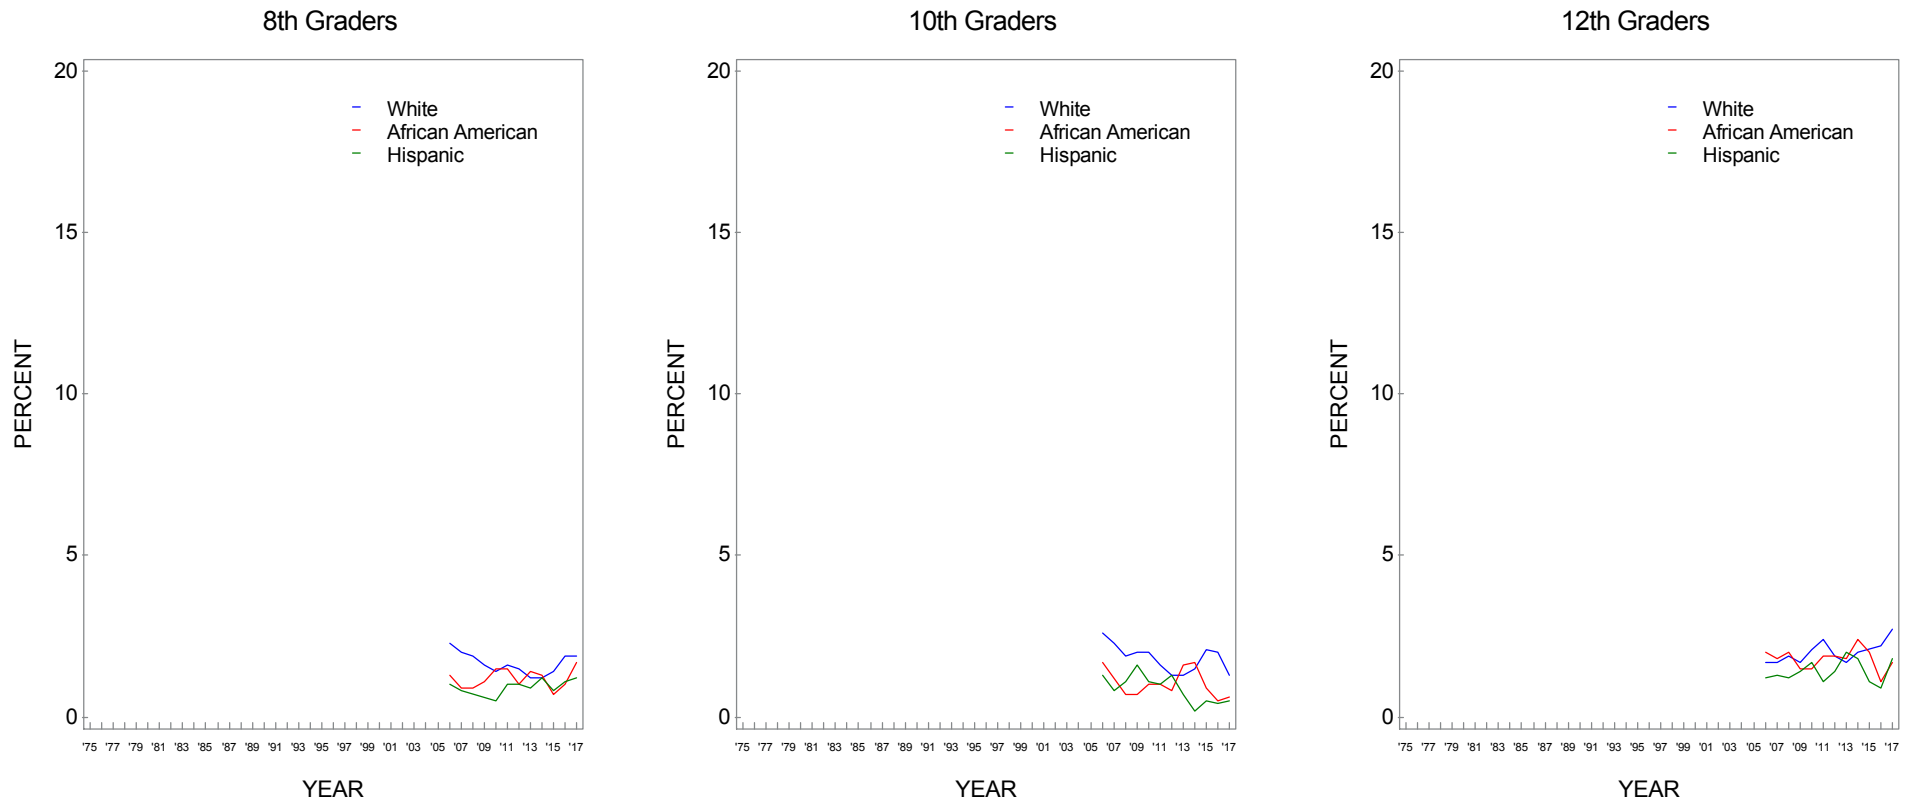 8th Graders
20
15
10
5
0
PERCENT
White
African American
Hispanic
'75 '77 '79 '81 '83 '85 '87 '89 '91 '93 '95 '97 '99 '01 '03 '05 '07 '09 '11 '13 '15 '17
YEAR
10th Graders
20
15
10
5
0
PERCENT
White
African American
Hispanic
'75 '77 '79 '81 '83 '85 '87 '89 '91 '93 '95 '97 '99 '01 '03 '05 '07 '09 '11 '13 '15 '17
YEAR
12th Graders
20
15
10
5
0
PERCENT
White
African American
Hispanic
'75 '77 '79 '81 '83 '85 '87 '89 '91 '93 '95 '97 '99 '01 '03 '05 '07 '09 '11 '13 '15 '17
YEAR